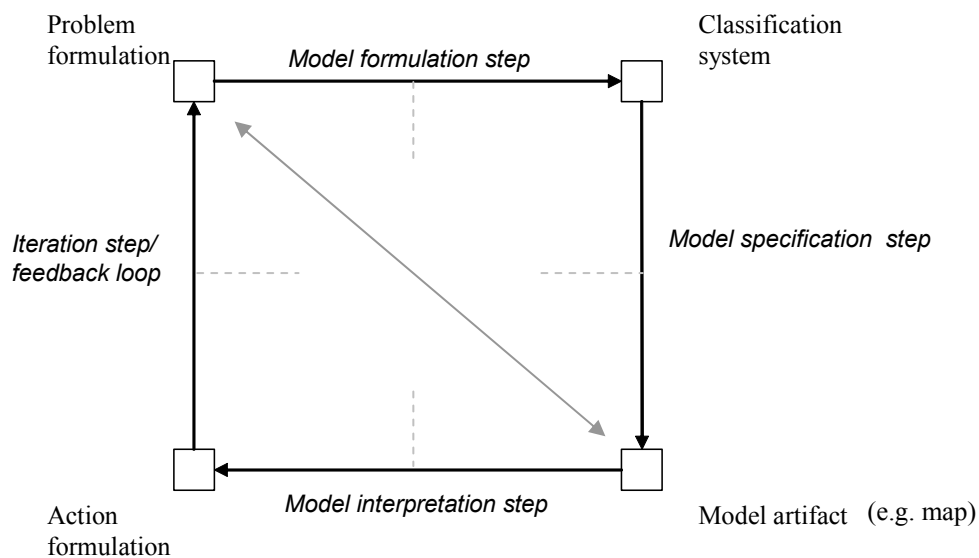 Problem
formulation
Classification
system
Model formulation step
Iteration step/
feedback loop
Model specification step
Model interpretation step
Action
formulation
Model artifact (e.g. map)